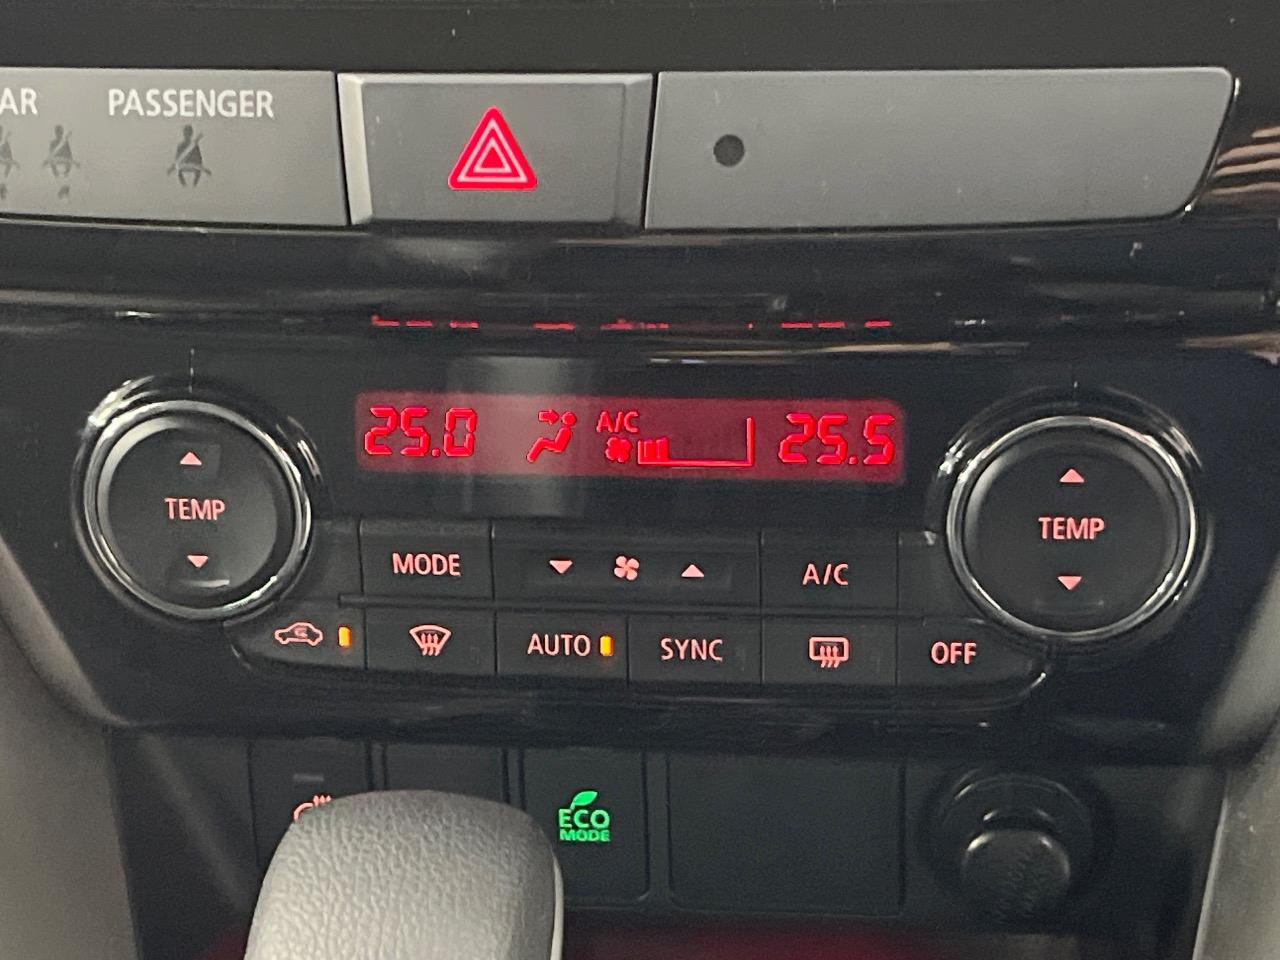 AR PASSENGER
25.0 A/C 25.5
TEMP
TEMP
MODE A/C
AUTO SYNC OFF
ECO
MODE